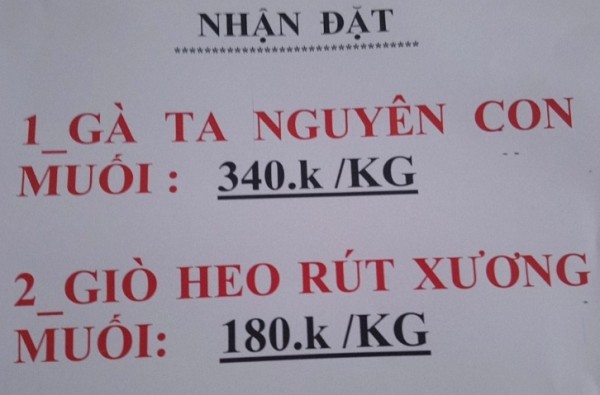 NHẬN ĐẶT
***********************************
1_GÀ TA NGUYÊN CON
MUỐI : 340.k /KG
2_GIÒ HEO RÚT XƯƠNG
MUỐI: 180.k /KG